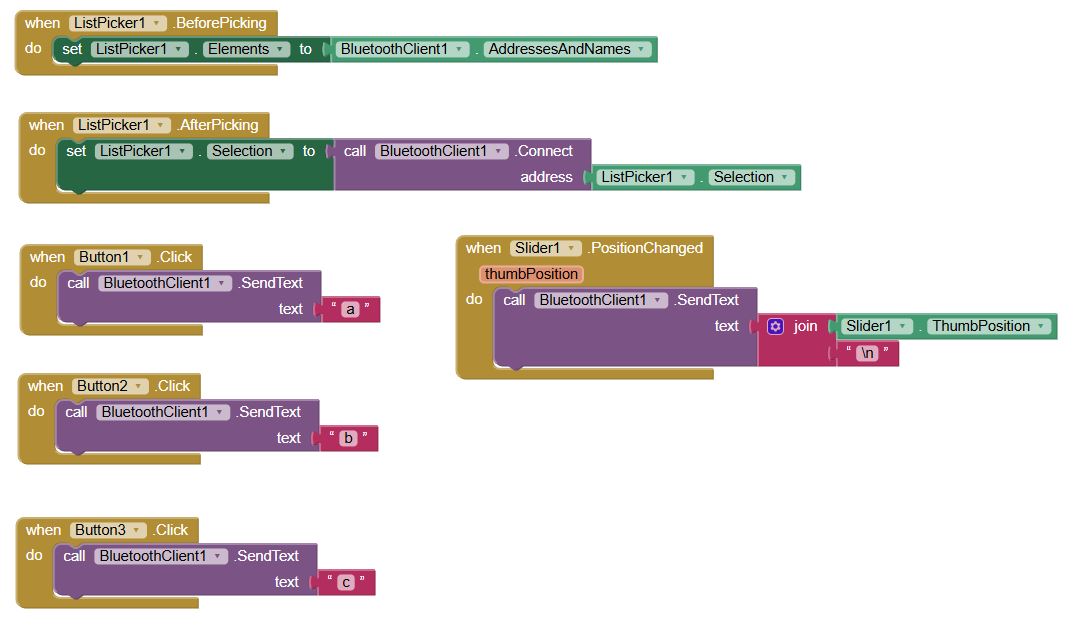 when ListPicker1 .BeforePicking
do set ListPicker1 . Elements to BluetoothClient1 . AddressesAndNames
when ListPicker1 .AfterPicking
do set ListPicker1 . Selection to call BluetoothClient1 .Connect
address ListPicker1 . Selection
when Button1 .Click
do call BluetoothClient1 .SendText
text " a "
when Button2 .Click
do call BluetoothClient1 .SendText
text " b "
when Button3 .Click
do call BluetoothClient1 .SendText
text " c "
when Slider1 .PositionChanged
thumbPosition
do call BluetoothClient1 .SendText
text join Slider1 . ThumbPosition
" \n "